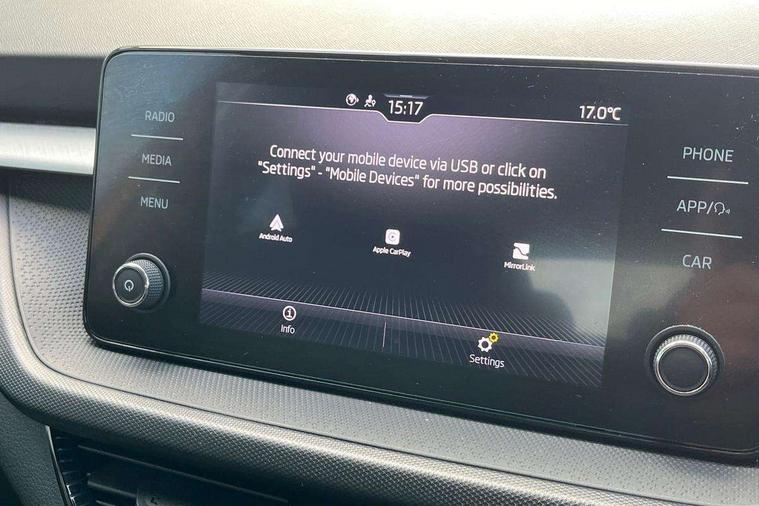 15:17
17.0°C
RADIO
MEDIA
MENU
Connect your mobile device via USB or click on
"Settings" - "Mobile Devices" for more possibilities.
Android Auto
Apple CarPlay
MirrorLink
Info
Settings
PHONE
APP/
CAR